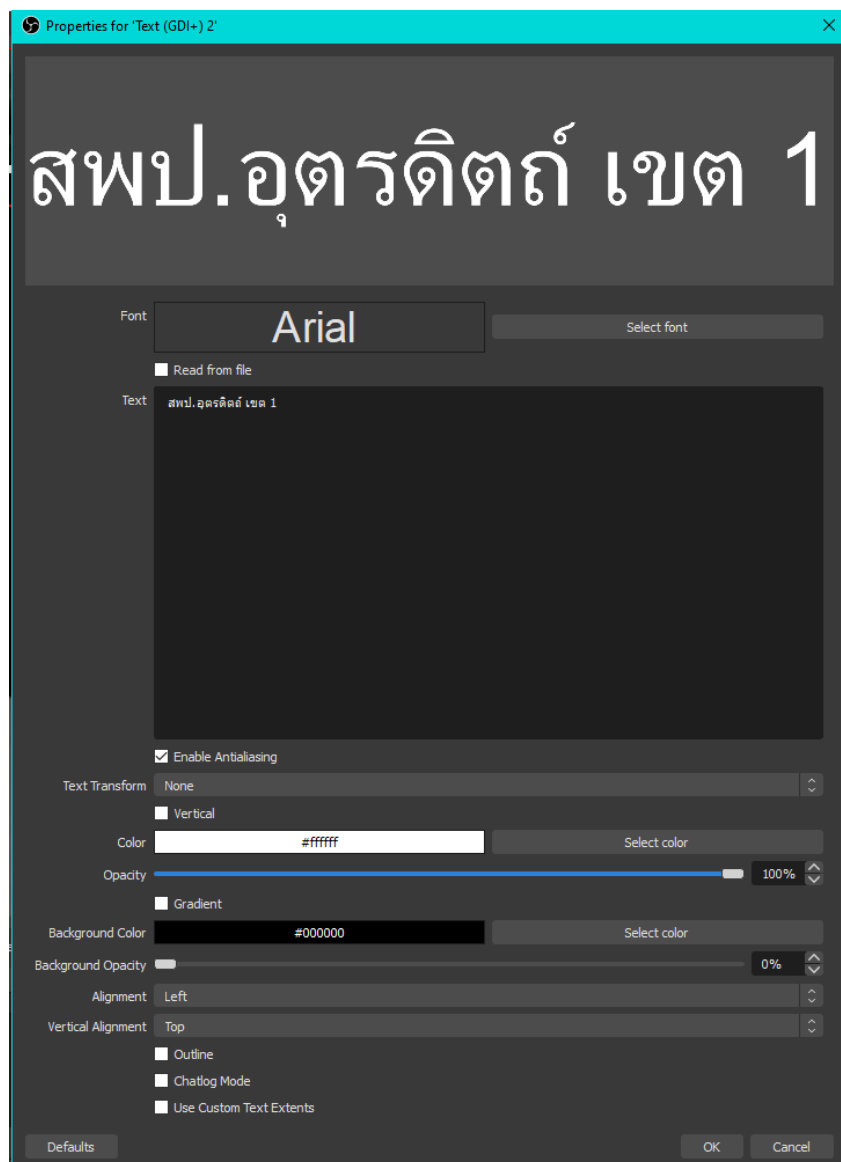 Properties for 'Text (GDI+) 2'
สพป.อุตรดิตถ์ เขต 1
Font Arial Select font
Read from file
Text สพป.อุตรดิตถ์ เขต 1
Enable Antialiasing
Text Transform None
Vertical
Color #ffffff Select color
Opacity 100%
Gradient
Background Color #000000 Select color
Background Opacity 0%
Alignment Left
Vertical Alignment Top
Outline
Chatlog Mode
Use Custom Text Extents
Defaults OK Cancel